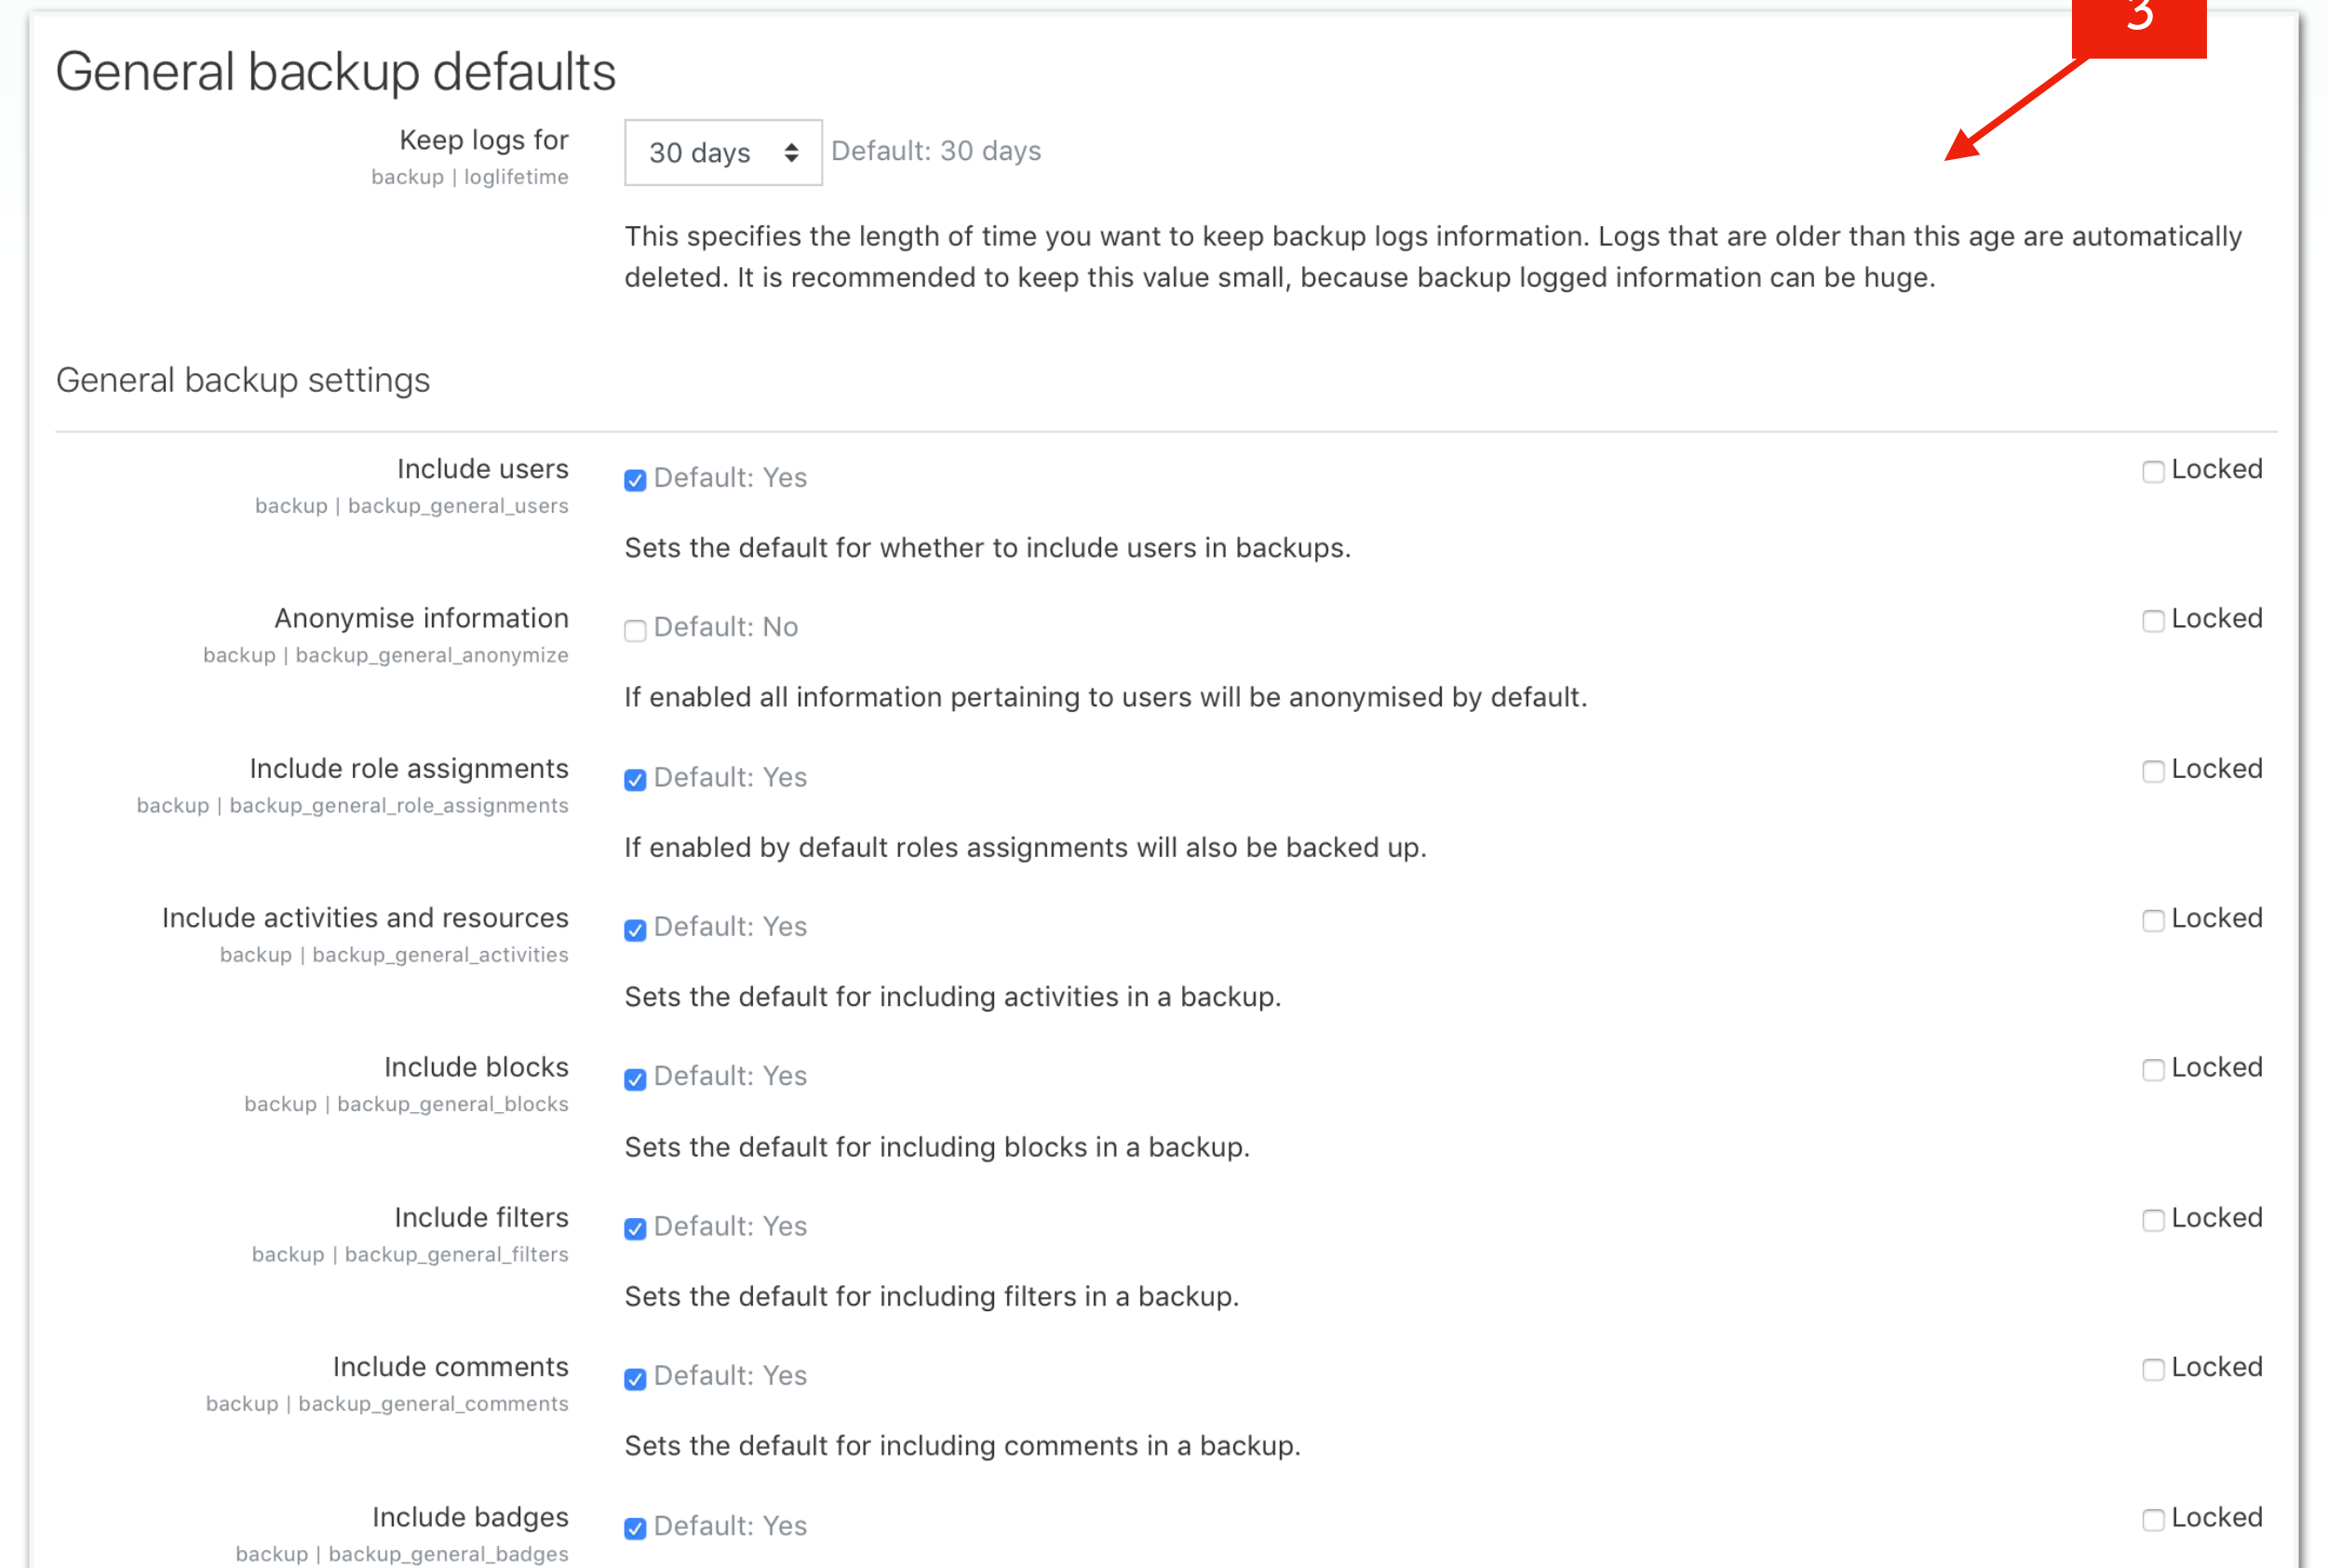 3
General backup defaults
Keep logs for
30 days Default: 30 days
backup | loglifetime
This specifies the length of time you want to keep backup logs information. Logs that are older than this age are automatically
deleted. It is recommended to keep this value small, because backup logged information can be huge.
General backup settings
Include users
Default: Yes
Locked
backup | backup_general_users
Sets the default for whether to include users in backups.
Anonymise information
Default: No
Locked
backup | backup_general_anonymize
If enabled all information pertaining to users will be anonymised by default.
Include role assignments
Default: Yes
Locked
backup | backup_general_role_assignments
If enabled by default roles assignments will also be backed up.
Include activities and resources
Default: Yes
Locked
backup | backup_general_activities
Sets the default for including activities in a backup.
Include blocks
Default: Yes
Locked
backup | backup_general_blocks
Sets the default for including blocks in a backup.
Include filters
Default: Yes
Locked
backup | backup_general_filters
Sets the default for including filters in a backup.
Include comments
Default: Yes
Locked
backup | backup_general_comments
Sets the default for including comments in a backup.
Include badges
Default: Yes
Locked
backup | backup_general_badges